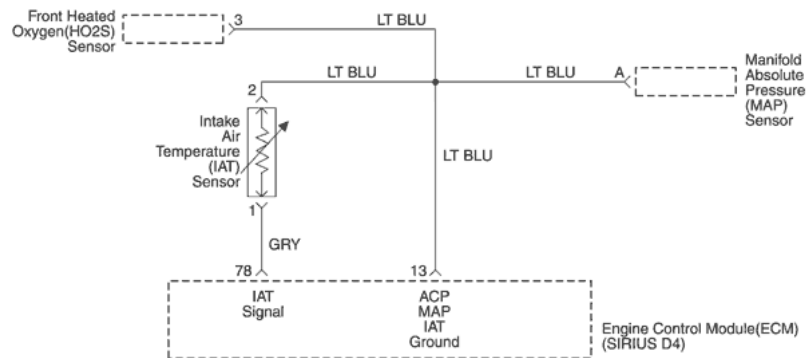 Front Heated
Oxygen(HO2S)
Sensor
3
LT BLU
LT BLU
LT BLU
A
Manifold
Absolute
Pressure
(MAP)
Sensor
2
Intake
Air
Temperature
(IAT)
Sensor
LT BLU
1
GRY
78
13
IAT
Signal
ACP
MAP
IAT
Ground
Engine Control Module(ECM)
(SIRIUS D4)